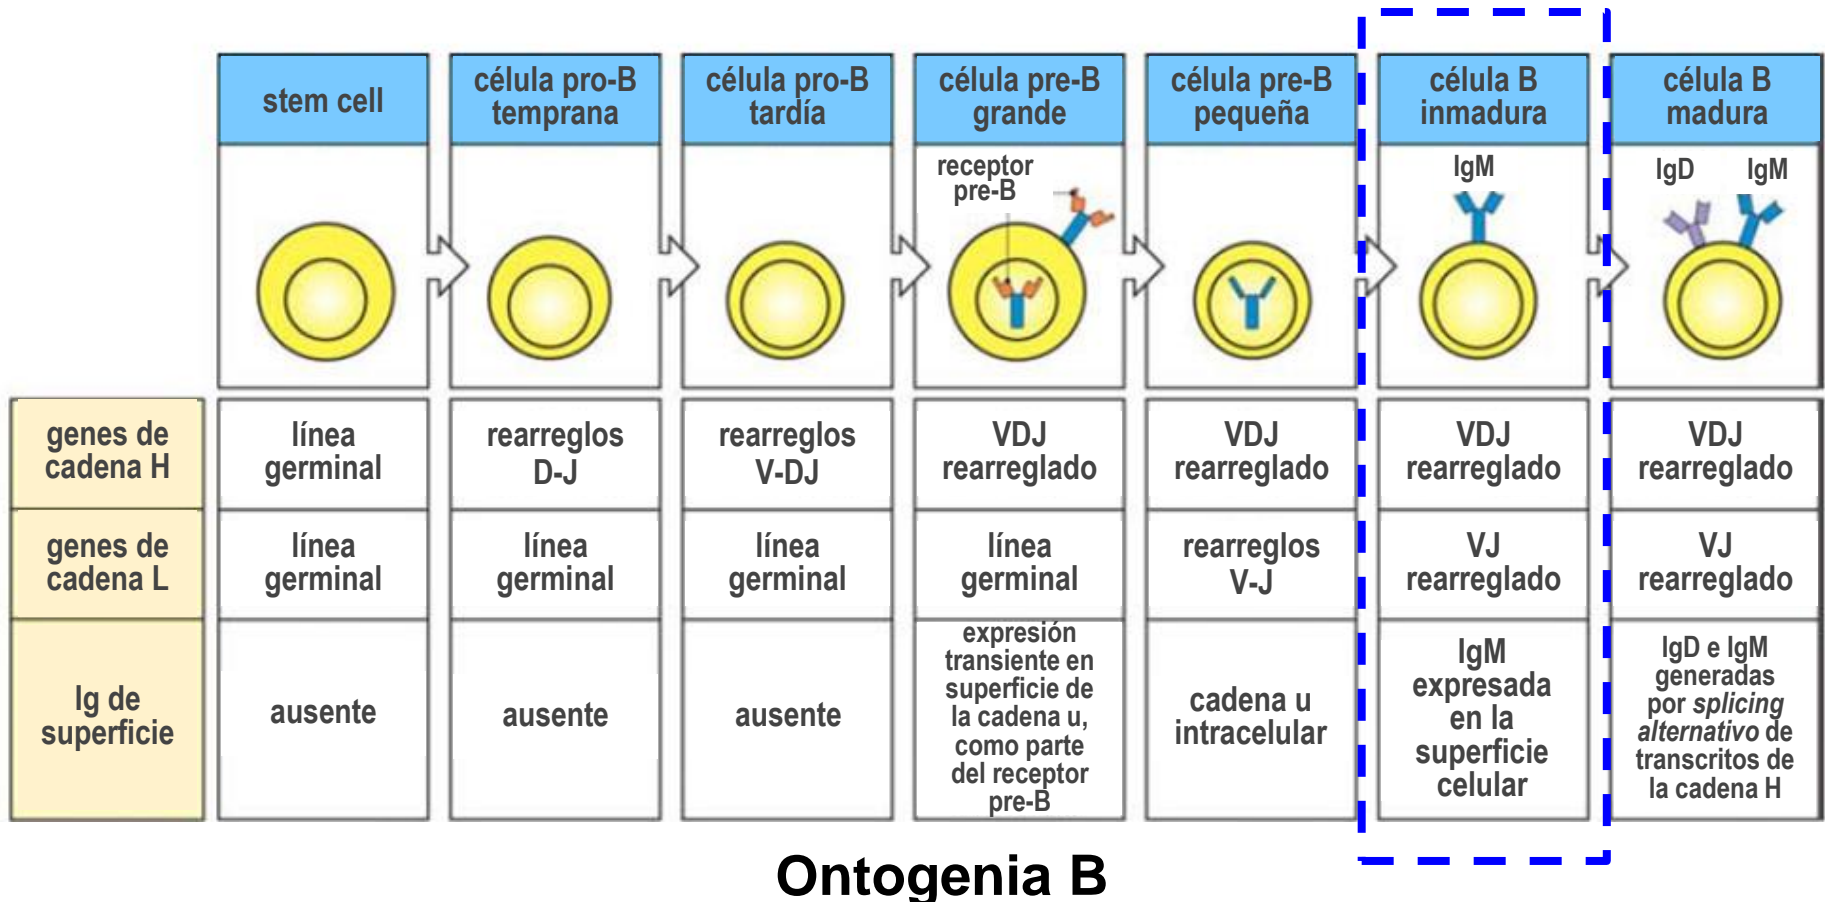 stem cell
célula pro-B
temprana
célula pro-B
tardía
célula pre-B
grande
célula pre-B
pequeña
célula B
inmadura
célula B
madura
receptor
pre-B
IgM
IgD
IgM
genes de
cadena H
línea
germinal
rearreglos
D-J
rearreglos
V-DJ
VDJ
rearreglado
VDJ
rearreglado
VDJ
rearreglado
VDJ
rearreglado
genes de
cadena L
línea
germinal
línea
germinal
línea
germinal
línea
germinal
rearreglos
V-J
VJ
rearreglado
VJ
rearreglado
Ig de
superficie
ausente
ausente
ausente
expresión
transiente en
superficie de
la cadena u,
como parte
del receptor
pre-B
cadena u
intracelular
IgM
expresada
en la
superficie
celular
IgD e IgM
generadas
por splicing
alternativo de
transcritos de
la cadena H
Ontogenia B